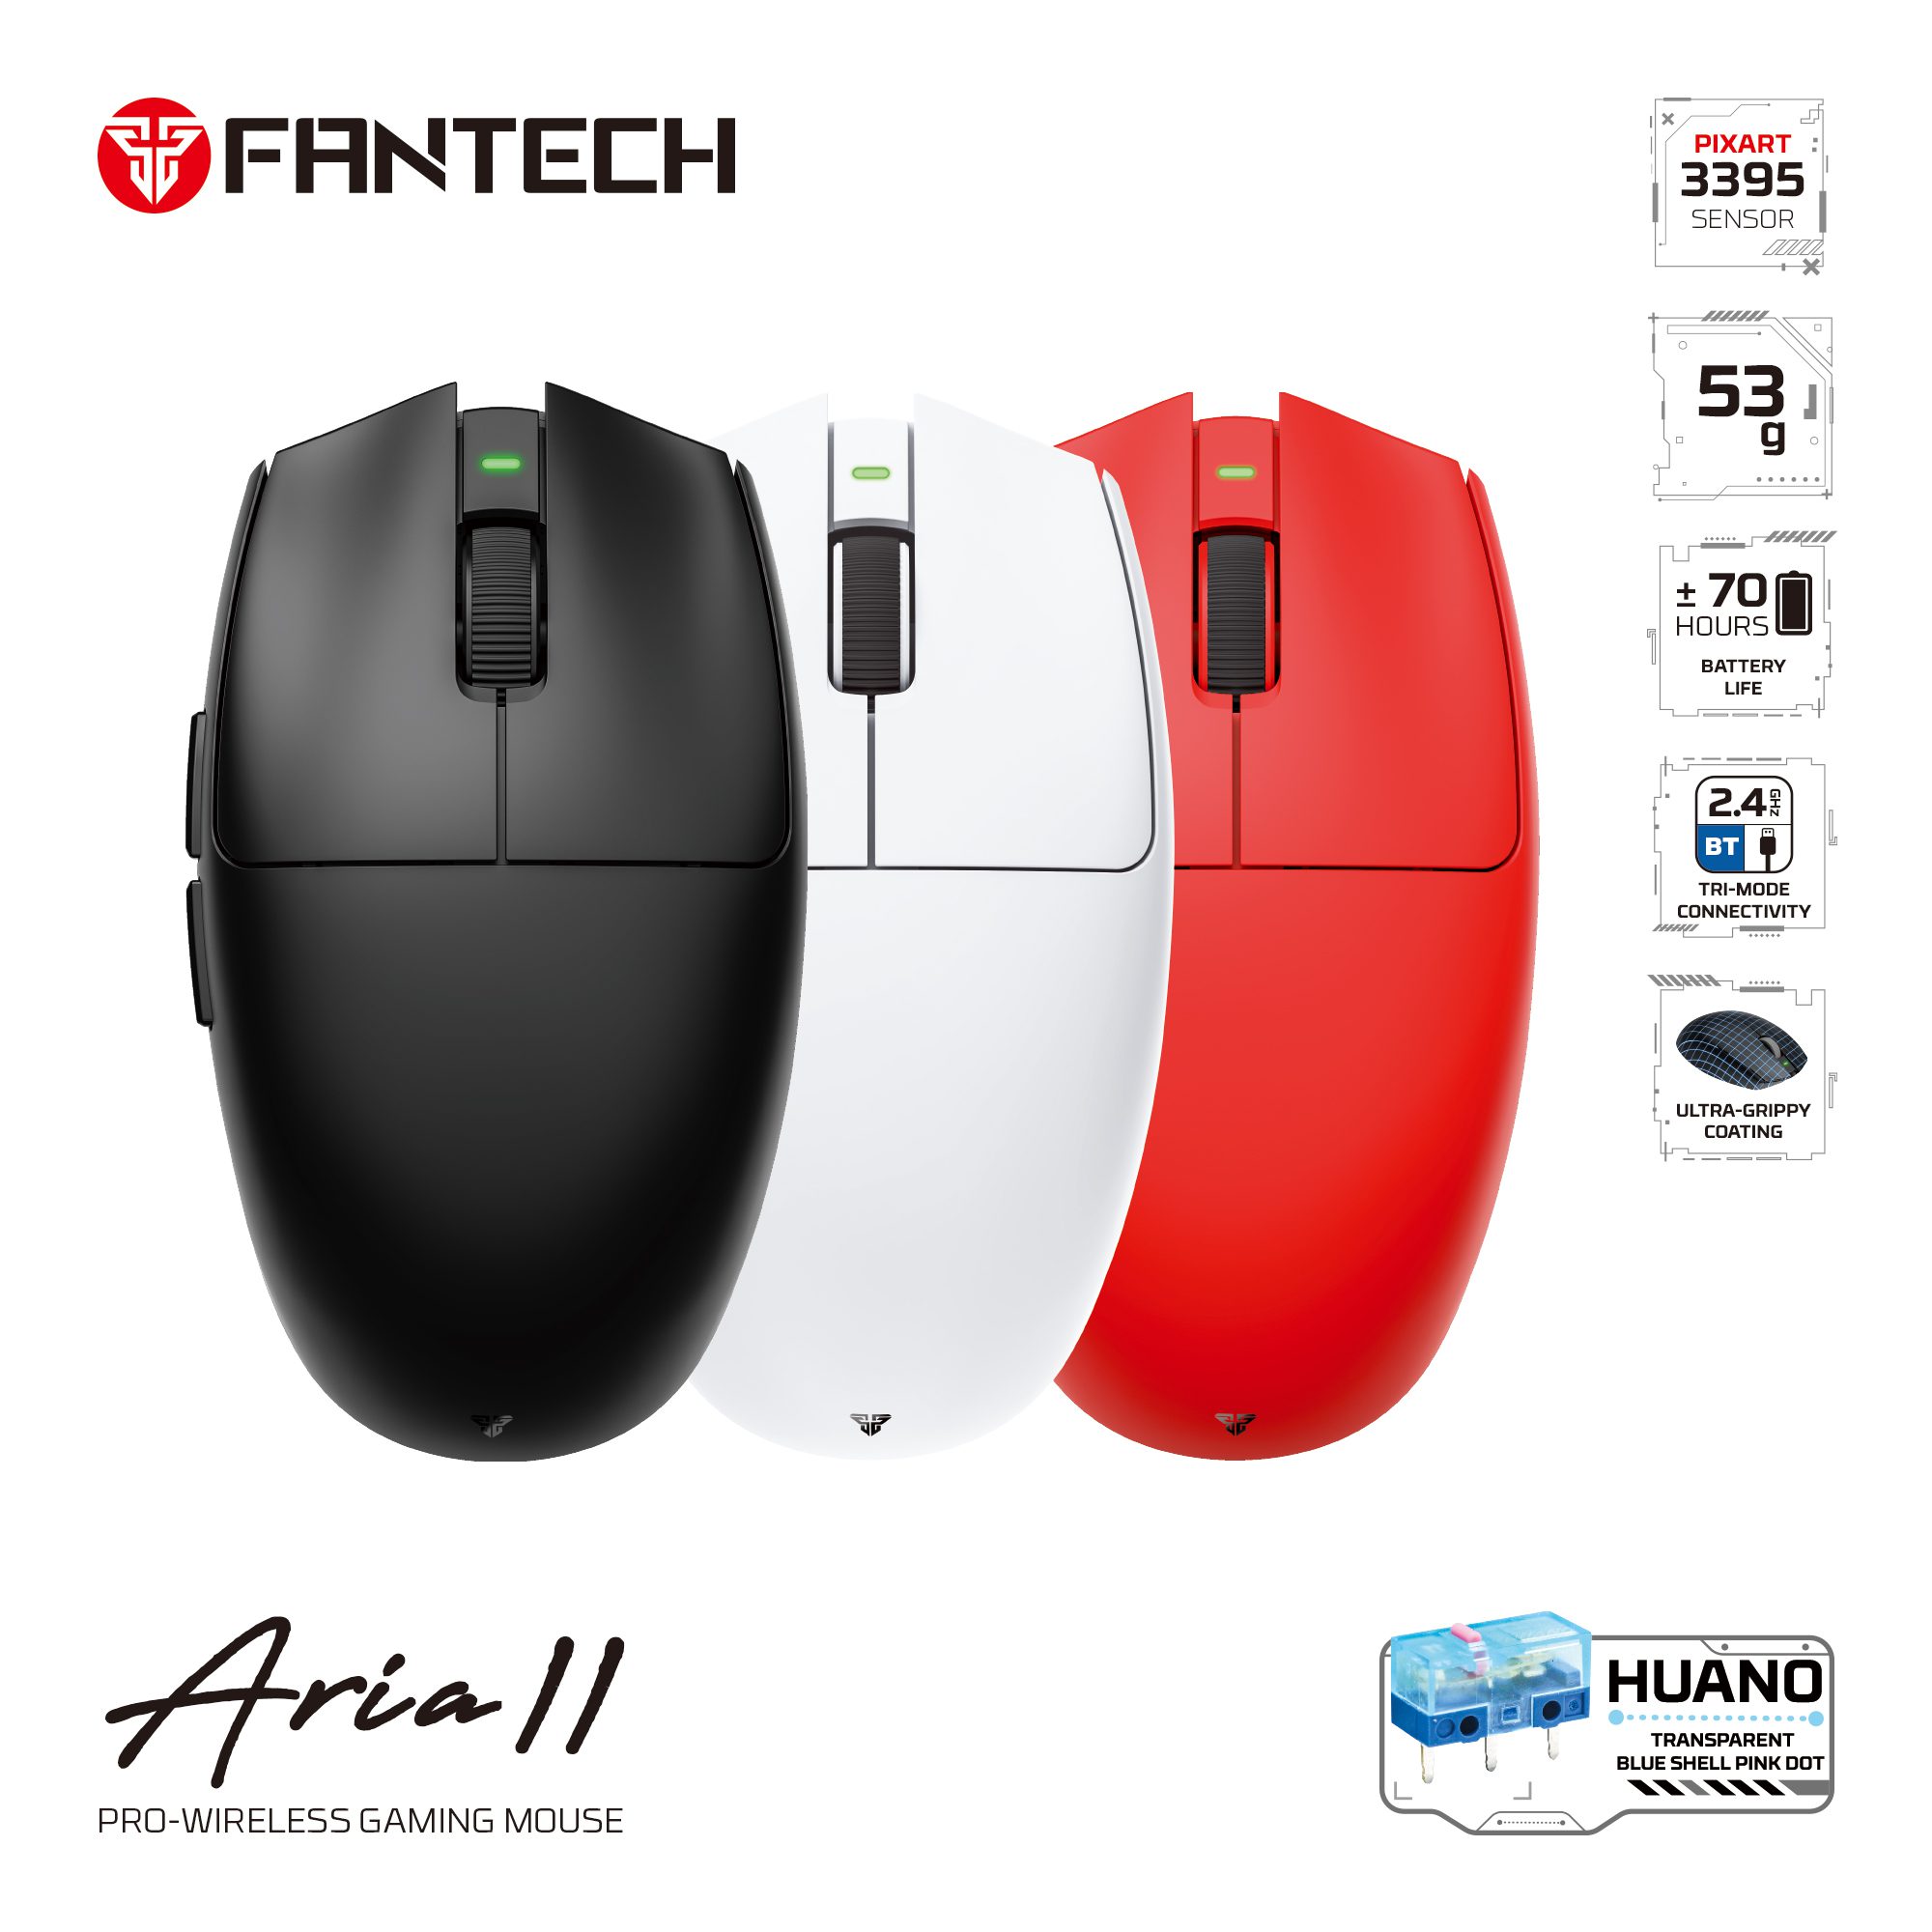 FANTECH
PIXART
3395
SENSOR
53
g
± 70
HOURS
BATTERY
LIFE
2.4 GHz
BT
TRI-MODE
CONNECTIVITY
ULTRA-GRIPPY
COATING
Aria II
PRO-WIRELESS GAMING MOUSE
HUANO
TRANSPARENT
BLUE SHELL PINK DOT